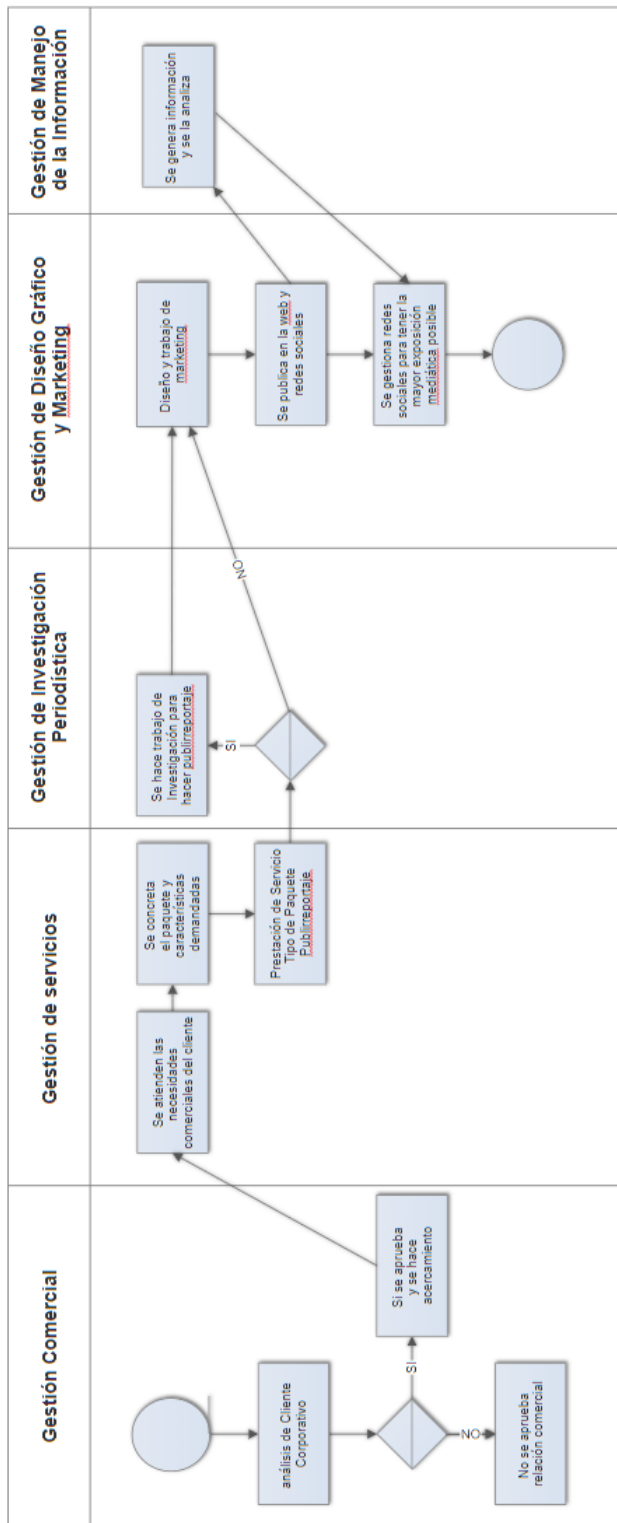 Gestión Comercial
análisis de Cliente
Corporativo
SI
NO
Si se aprueba
y se hace
acercamiento
No se aprueba
relación comercial
Gestión de servicios
Se atienden las
necesidades
comerciales del cliente
Se concreta
el paquete y
características
demandadas
Prestación de Servicio
Tipo de Paquete
Publirreportaje
Gestión de Investigación
Periodística
Se hace trabajo de
Investigación para
hacer publirreportaje
SI
NO
Gestión de Diseño Gráfico
y Marketing
Diseño y trabajo de
marketing
Se publica en la web y
redes sociales
Se gestiona redes
sociales para tener la
mayor exposición
mediática posible
Gestión de Manejo
de la Información
Se genera información
y se la analiza